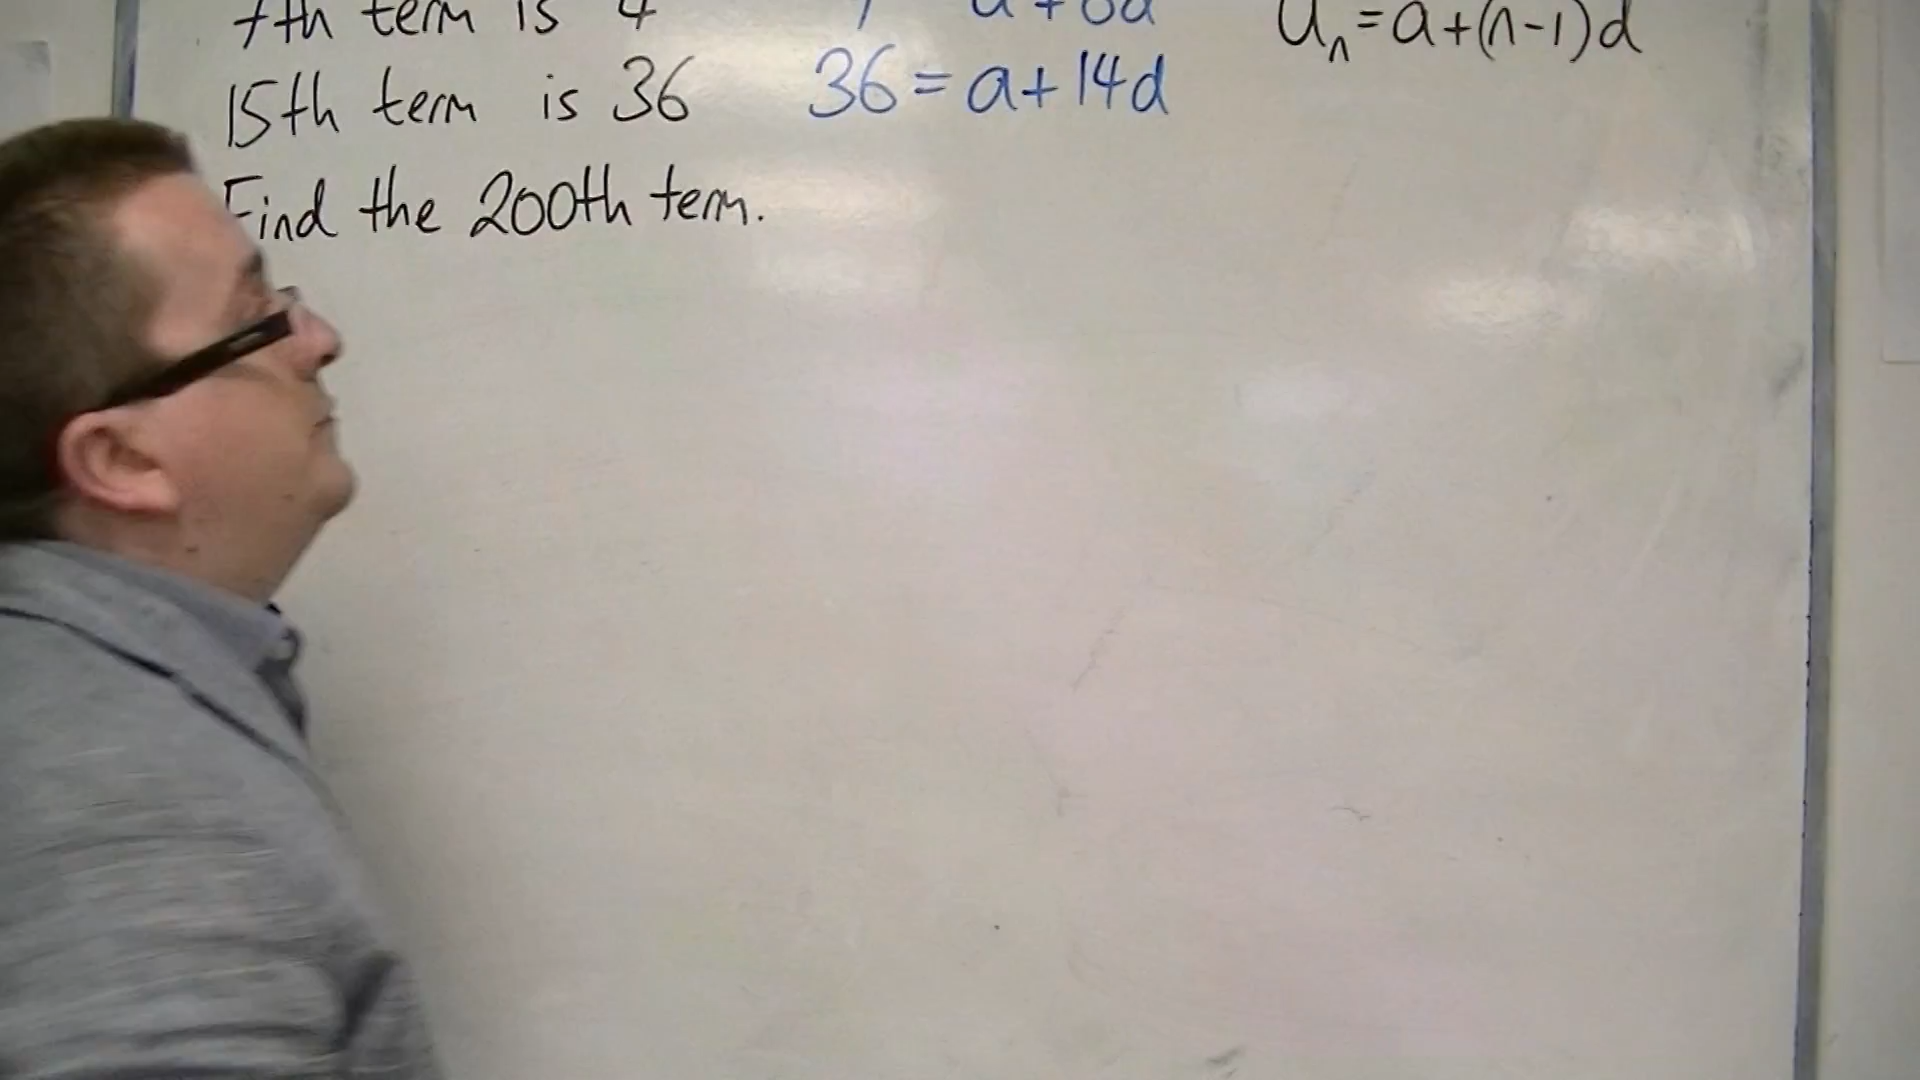 7th term is 4 a+6d
15th term is 36 36 = a+14d
Find the 200th term.
Uₙ = a+(n-1)d